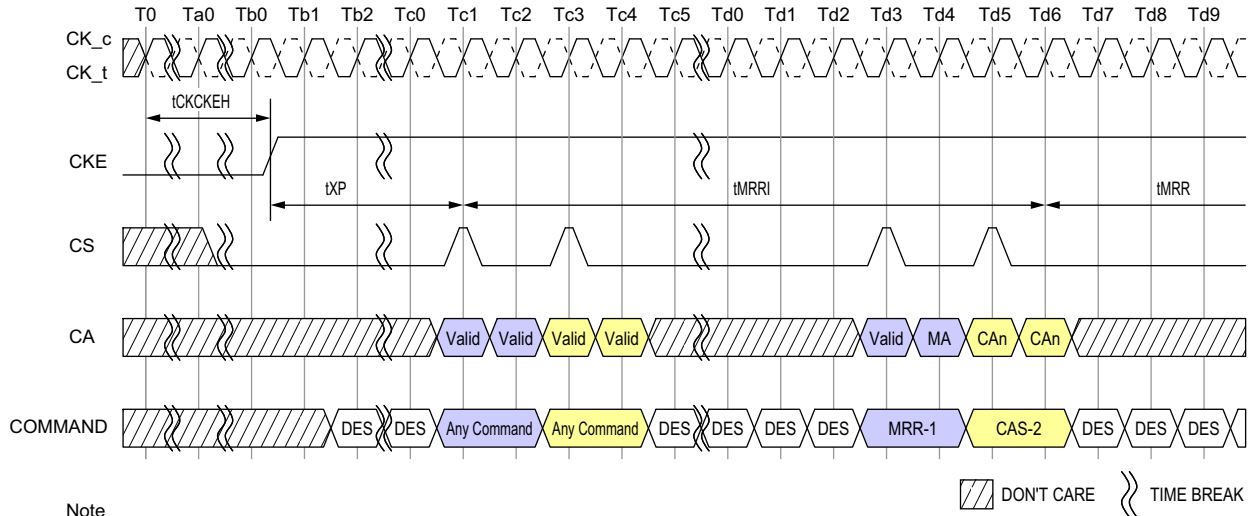 T0 Ta0 Tb0 Tb1 Tb2 Tc0 Tc1 Tc2 Tc3 Tc4 Tc5 Td0 Td1 Td2 Td3 Td4 Td5 Td6 Td7 Td8 Td9
CK_c
CK_t
tCKCKEH
CKE
tXP tMRRI tMRR
CS
CA Valid Valid Valid Valid Valid MA CAn CAn
COMMAND DES DES Any Command Any Command DES DES DES DES MRR-1 CAS-2 DES DES DES
DON'T CARE TIME BREAK
Note